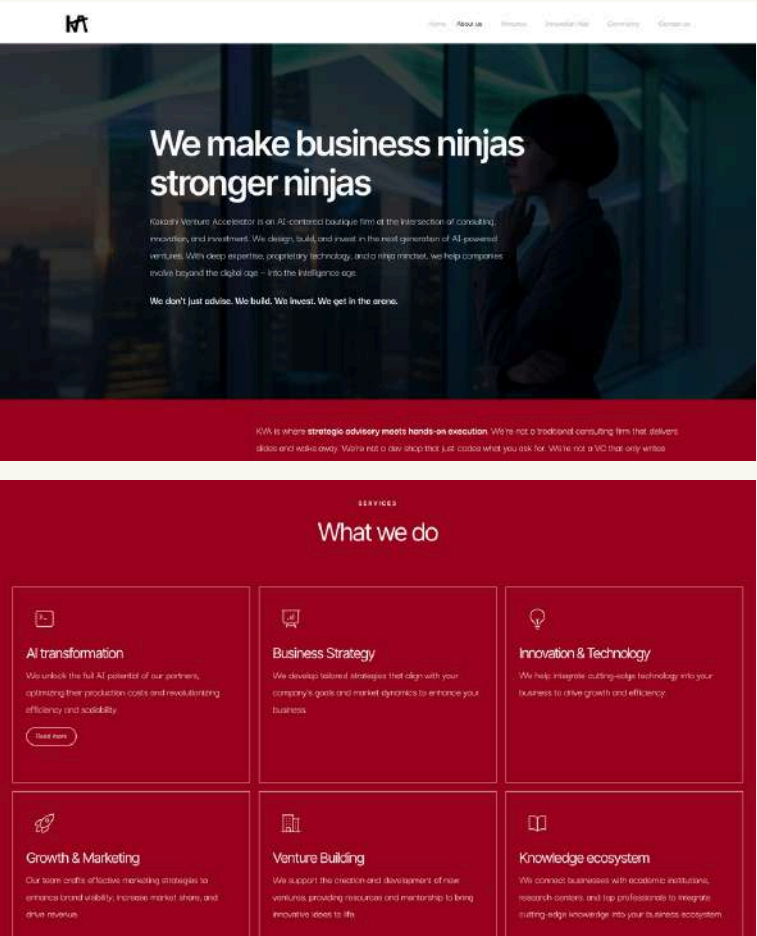 KVA
Home About us Ventures Innovation Hub Community Contact us
We make business ninjas
stronger ninjas
Kakashi Venture Accelerator is an AI-centered boutique firm at the intersection of consulting,
innovation, and investment. We design, build, and invest in the next generation of AI-powered
ventures. With deep expertise, proprietary technology, and a ninja mindset, we help companies
evolve beyond the digital age – into the intelligence age.
We don't just advise. We build. We invest. We get in the arena.
KVA is where strategic advisory meets hands-on execution. We're not a traditional consulting firm that delivers
slides and walks away. We're not a dev shop that just codes what you ask for. We're not a VC that only writes
SERVICES
What we do
AI transformation
We unlock the full AI potential of our partners,
optimizing their production costs and revolutionizing
efficiency and scalability.
Read more
Business Strategy
We develop tailored strategies that align with your
company's goals and market dynamics to enhance your
business.
Innovation & Technology
We help integrate cutting-edge technology into your
business to drive growth and efficiency.
Growth & Marketing
Our team crafts effective marketing strategies to
enhance brand visibility, increase market share, and
drive revenue.
Venture Building
We support the creation and development of new
ventures, providing resources and mentorship to bring
innovative ideas to life.
Knowledge ecosystem
We connect businesses with academic institutions,
research centers, and top professionals to integrate
cutting-edge knowledge into your business ecosystem.